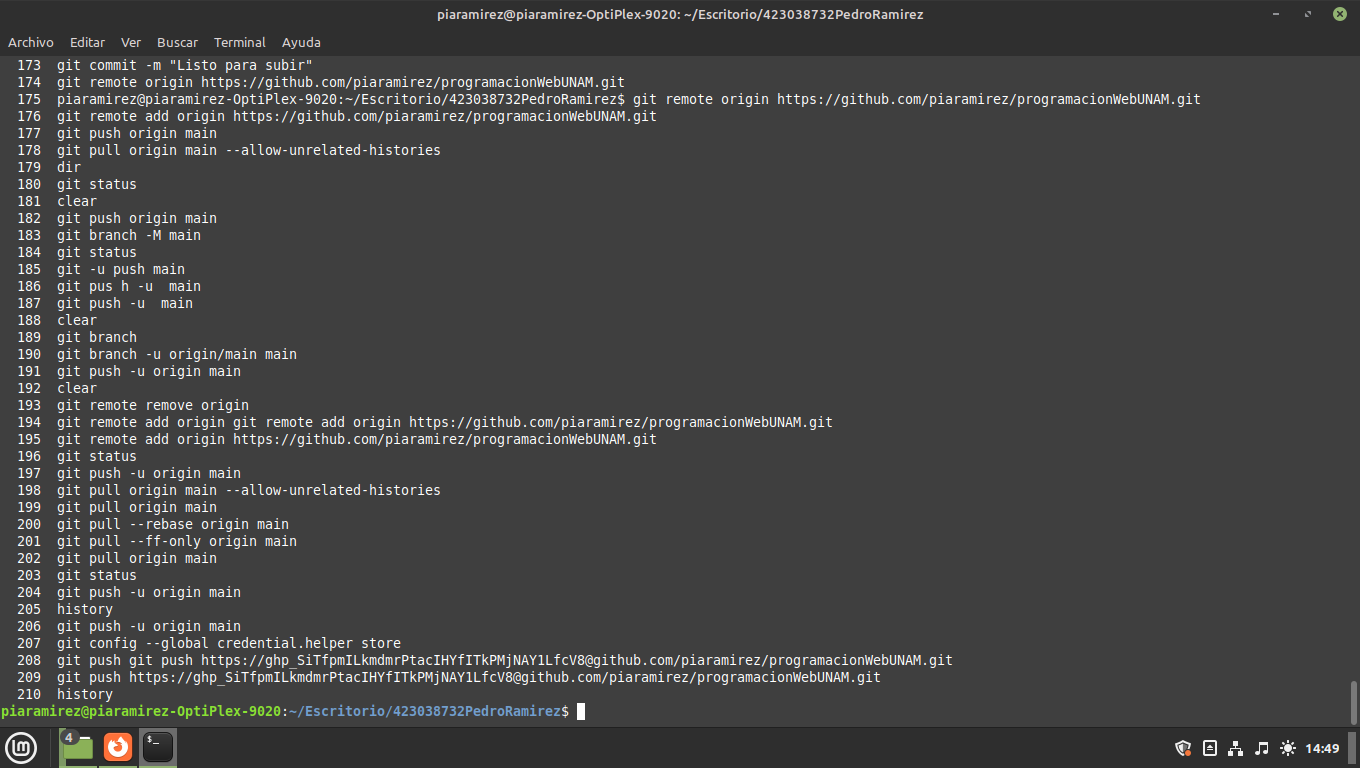 piaramirez@piaramirez-OptiPlex-9020: ~/Escritorio/423038732PedroRamirez
Archivo Editar Ver Buscar Terminal Ayuda
173 git commit -m "Listo para subir"
174 git remote origin https://github.com/piaramirez/programacionWebUNAM.git
175 piaramirez@piaramirez-OptiPlex-9020:~/Escritorio/423038732PedroRamirez$ git remote origin https://github.com/piaramirez/programacionWebUNAM.git
176 git remote add origin https://github.com/piaramirez/programacionWebUNAM.git
177 git push origin main
178 git pull origin main --allow-unrelated-histories
179 dir
180 git status
181 clear
182 git push origin main
183 git branch -M main
184 git status
185 git -u push main
186 git pus h -u  main
187 git push -u  main
188 clear
189 git branch
190 git branch -u origin/main main
191 git push -u origin main
192 clear
193 git remote remove origin
194 git remote add origin git remote add origin https://github.com/piaramirez/programacionWebUNAM.git
195 git remote add origin https://github.com/piaramirez/programacionWebUNAM.git
196 git status
197 git push -u origin main
198 git pull origin main --allow-unrelated-histories
199 git pull origin main
200 git pull --rebase origin main
201 git pull --ff-only origin main
202 git pull origin main
203 git status
204 git push -u origin main
205 history
206 git push -u origin main
207 git config --global credential.helper store
208 git push git push https://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@github.com/piaramirez/programacionWebUNAM.git
209 git push https://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@github.com/piaramirez/programacionWebUNAM.git
210 history
piaramirez@piaramirez-OptiPlex-9020:~/Escritorio/423038732PedroRamirez$
4
14:49